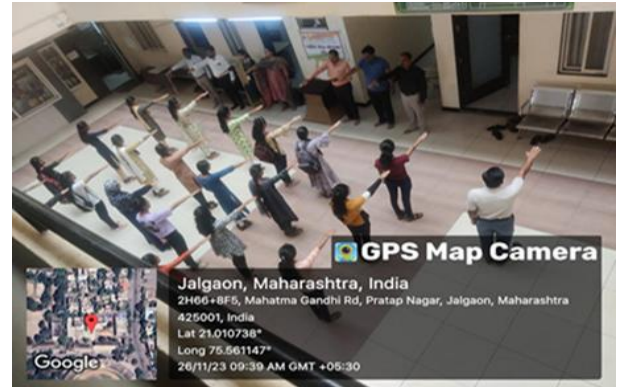 GPS Map Camera
Jalgaon, Maharashtra, India
2H66+8F5, Mahatma Gandhi Rd, Pratap Nagar, Jalgaon, Maharashtra
425001, India
Lat 21.010738°
Long 75.561147°
26/11/23 09:39 AM GMT +05:30
Google